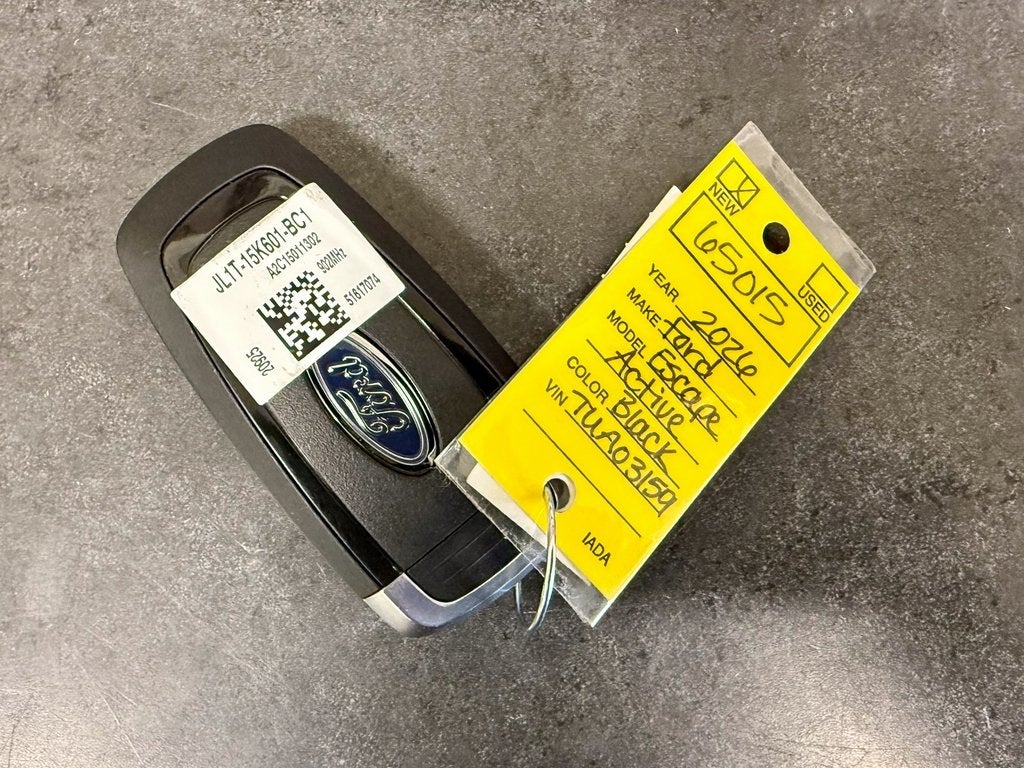 JL1T-15K601-BC1
A2C15011302
902MHz
51617074
20925
Ford
NEW
USED
65015
YEAR 2026
MAKE Ford
MODEL Escape
Active
COLOR Black
VIN TUA03159
IADA